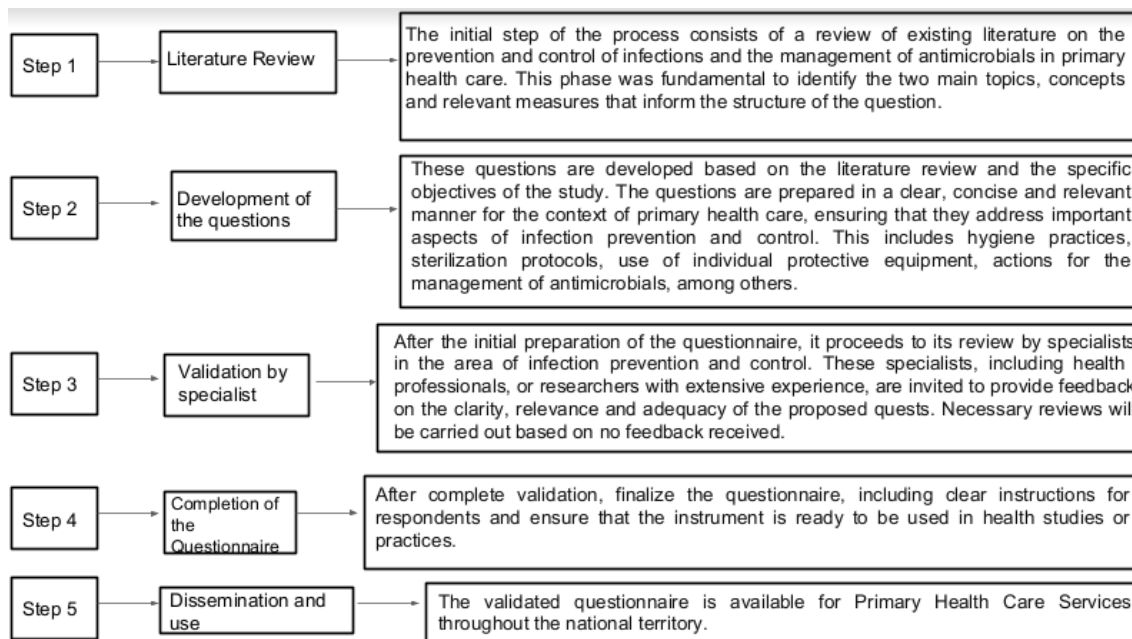 Step 1
Literature Review
The initial step of the process consists of a review of existing literature on the
prevention and control of infections and the management of antimicrobials in primary
health care. This phase was fundamental to identify the two main topics, concepts
and relevant measures that inform the structure of the question.
Step 2
Development of
the questions
These questions are developed based on the literature review and the specific
objectives of the study. The questions are prepared in a clear, concise and relevant
manner for the context of primary health care, ensuring that they address important
aspects of infection prevention and control. This includes hygiene practices,
sterilization protocols, use of individual protective equipment, actions for the
management of antimicrobials, among others.
Step 3
Validation by
specialist
After the initial preparation of the questionnaire, it proceeds to its review by specialists
in the area of infection prevention and control. These specialists, including health
professionals, or researchers with extensive experience, are invited to provide feedback
on the clarity, relevance and adequacy of the proposed quests. Necessary reviews wil
be carried out based on no feedback received.
Step 4
Completion of
the
Questionnaire
After complete validation, finalize the questionnaire, including clear instructions for
respondents and ensure that the instrument is ready to be used in health studies or
practices.
Step 5
Dissemination and
use
The validated questionnaire is available for Primary Health Care Services
throughout the national territory.